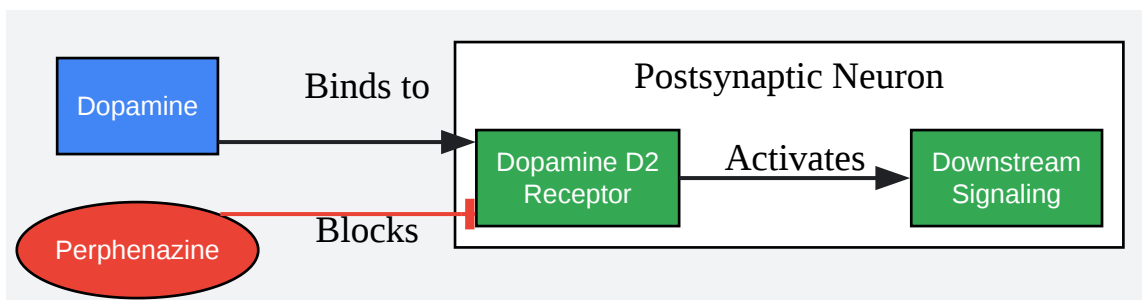 Postsynaptic Neuron
Dopamine
Binds to
Dopamine D2
Receptor
Activates
Downstream
Signaling
Perphenazine
Blocks